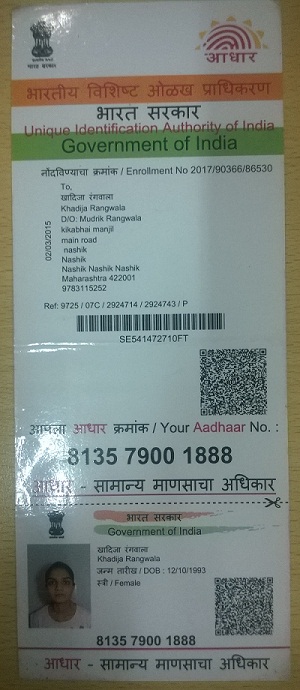 भारत सरकार
आधार
भारतीय विशिष्ट ओळख प्राधिकरण
भारत सरकार
Unique Identification Authority of India
Government of India
नोंदविण्याचा क्रमांक / Enrollment No 2017/90366/86530
To,
खादिजा रंगवाला
Khadija Rangwala
D/O: Mudrik Rangwala
kikabhai manjil
main road
nashik
Nashik
Nashik Nashik Nashik
Maharashtra 422001
9783115252
02/03/2015
Ref: 9725 / 07C / 2924714 / 2924743 / P
SE541472710FT
आपला आधार क्रमांक / Your Aadhaar No. :
8135 7900 1888
आधार - सामान्य माणसाचा अधिकार
भारत सरकार
Government of India
खादिजा रंगवाला
Khadija Rangwala
जन्म तारीख / DOB : 12/10/1993
स्त्री / Female
8135 7900 1888
आधार - सामान्य माणसाचा अधिकार